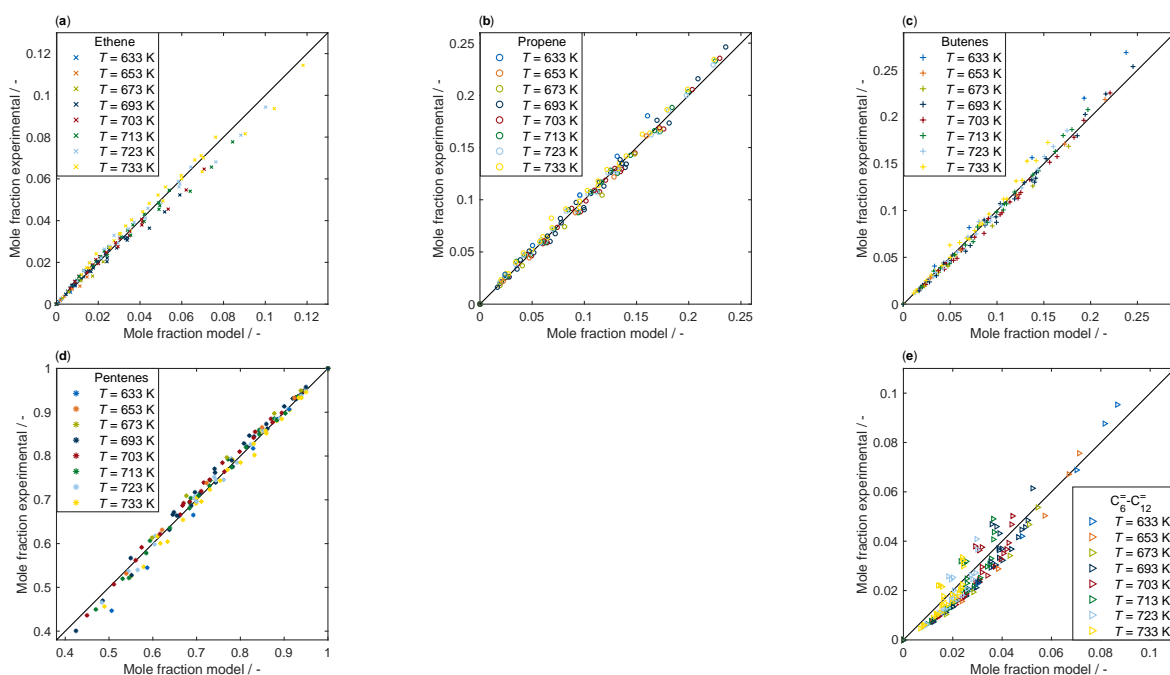 (a)
Ethene
T = 633 K
T = 653 K
T = 673 K
T = 693 K
T = 703 K
T = 713 K
T = 723 K
T = 733 K
0.12
0.1
0.08
0.06
0.04
0.02
0
0 0.02 0.04 0.06 0.08 0.1 0.12
Mole fraction experimental / -
Mole fraction model / -
(b)
Propene
T = 633 K
T = 653 K
T = 673 K
T = 693 K
T = 703 K
T = 713 K
T = 723 K
T = 733 K
0.25
0.2
0.15
0.1
0.05
0
0 0.05 0.1 0.15 0.2 0.25
Mole fraction experimental / -
Mole fraction model / -
(c)
Butenes
T = 633 K
T = 653 K
T = 673 K
T = 693 K
T = 703 K
T = 713 K
T = 723 K
T = 733 K
0.25
0.2
0.15
0.1
0.05
0
0 0.05 0.1 0.15 0.2 0.25
Mole fraction experimental / -
Mole fraction model / -
(d)
Pentenes
T = 633 K
T = 653 K
T = 673 K
T = 693 K
T = 703 K
T = 713 K
T = 723 K
T = 733 K
1
0.9
0.8
0.7
0.6
0.5
0.4
0.4 0.5 0.6 0.7 0.8 0.9 1
Mole fraction experimental / -
Mole fraction model / -
(e)
C₆⁼-C₁₂⁼
T = 633 K
T = 653 K
T = 673 K
T = 693 K
T = 703 K
T = 713 K
T = 723 K
T = 733 K
0.1
0.08
0.06
0.04
0.02
0
0 0.02 0.04 0.06 0.08 0.1
Mole fraction experimental / -
Mole fraction model / -